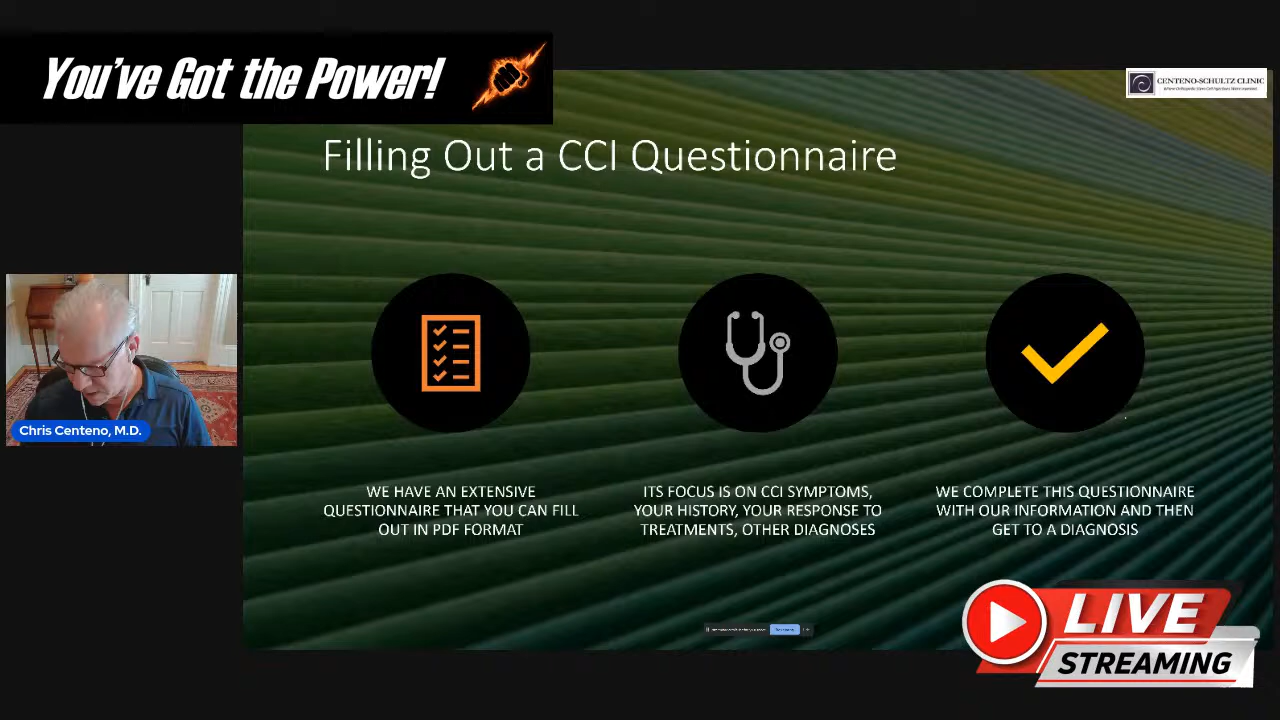 You've Got the Power!
CENTENO-SCHULTZ CLINIC
Filling Out a CCI Questionnaire
Chris Centeno, M.D.
WE HAVE AN EXTENSIVE
QUESTIONNAIRE THAT YOU CAN FILL
OUT IN PDF FORMAT
ITS FOCUS IS ON CCI SYMPTOMS,
YOUR HISTORY, YOUR RESPONSE TO
TREATMENTS, OTHER DIAGNOSES
WE COMPLETE THIS QUESTIONNAIRE
WITH OUR INFORMATION AND THEN
GET TO A DIAGNOSIS
LIVE
STREAMING